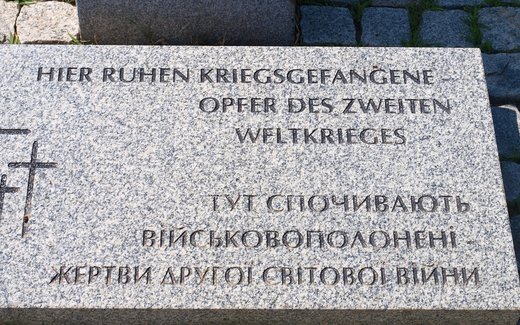 HIER RUHEN KRIEGSGEFANGENE –
OPFER DES ZWEITEN
WELTKRIEGES
ТУТ СПОЧИВАЮТЬ
ВІЙСЬКОВОПОЛОНЕНІ –
ЖЕРТВИ ДРУГОЇ СВІТОВОЇ ВІЙНИ